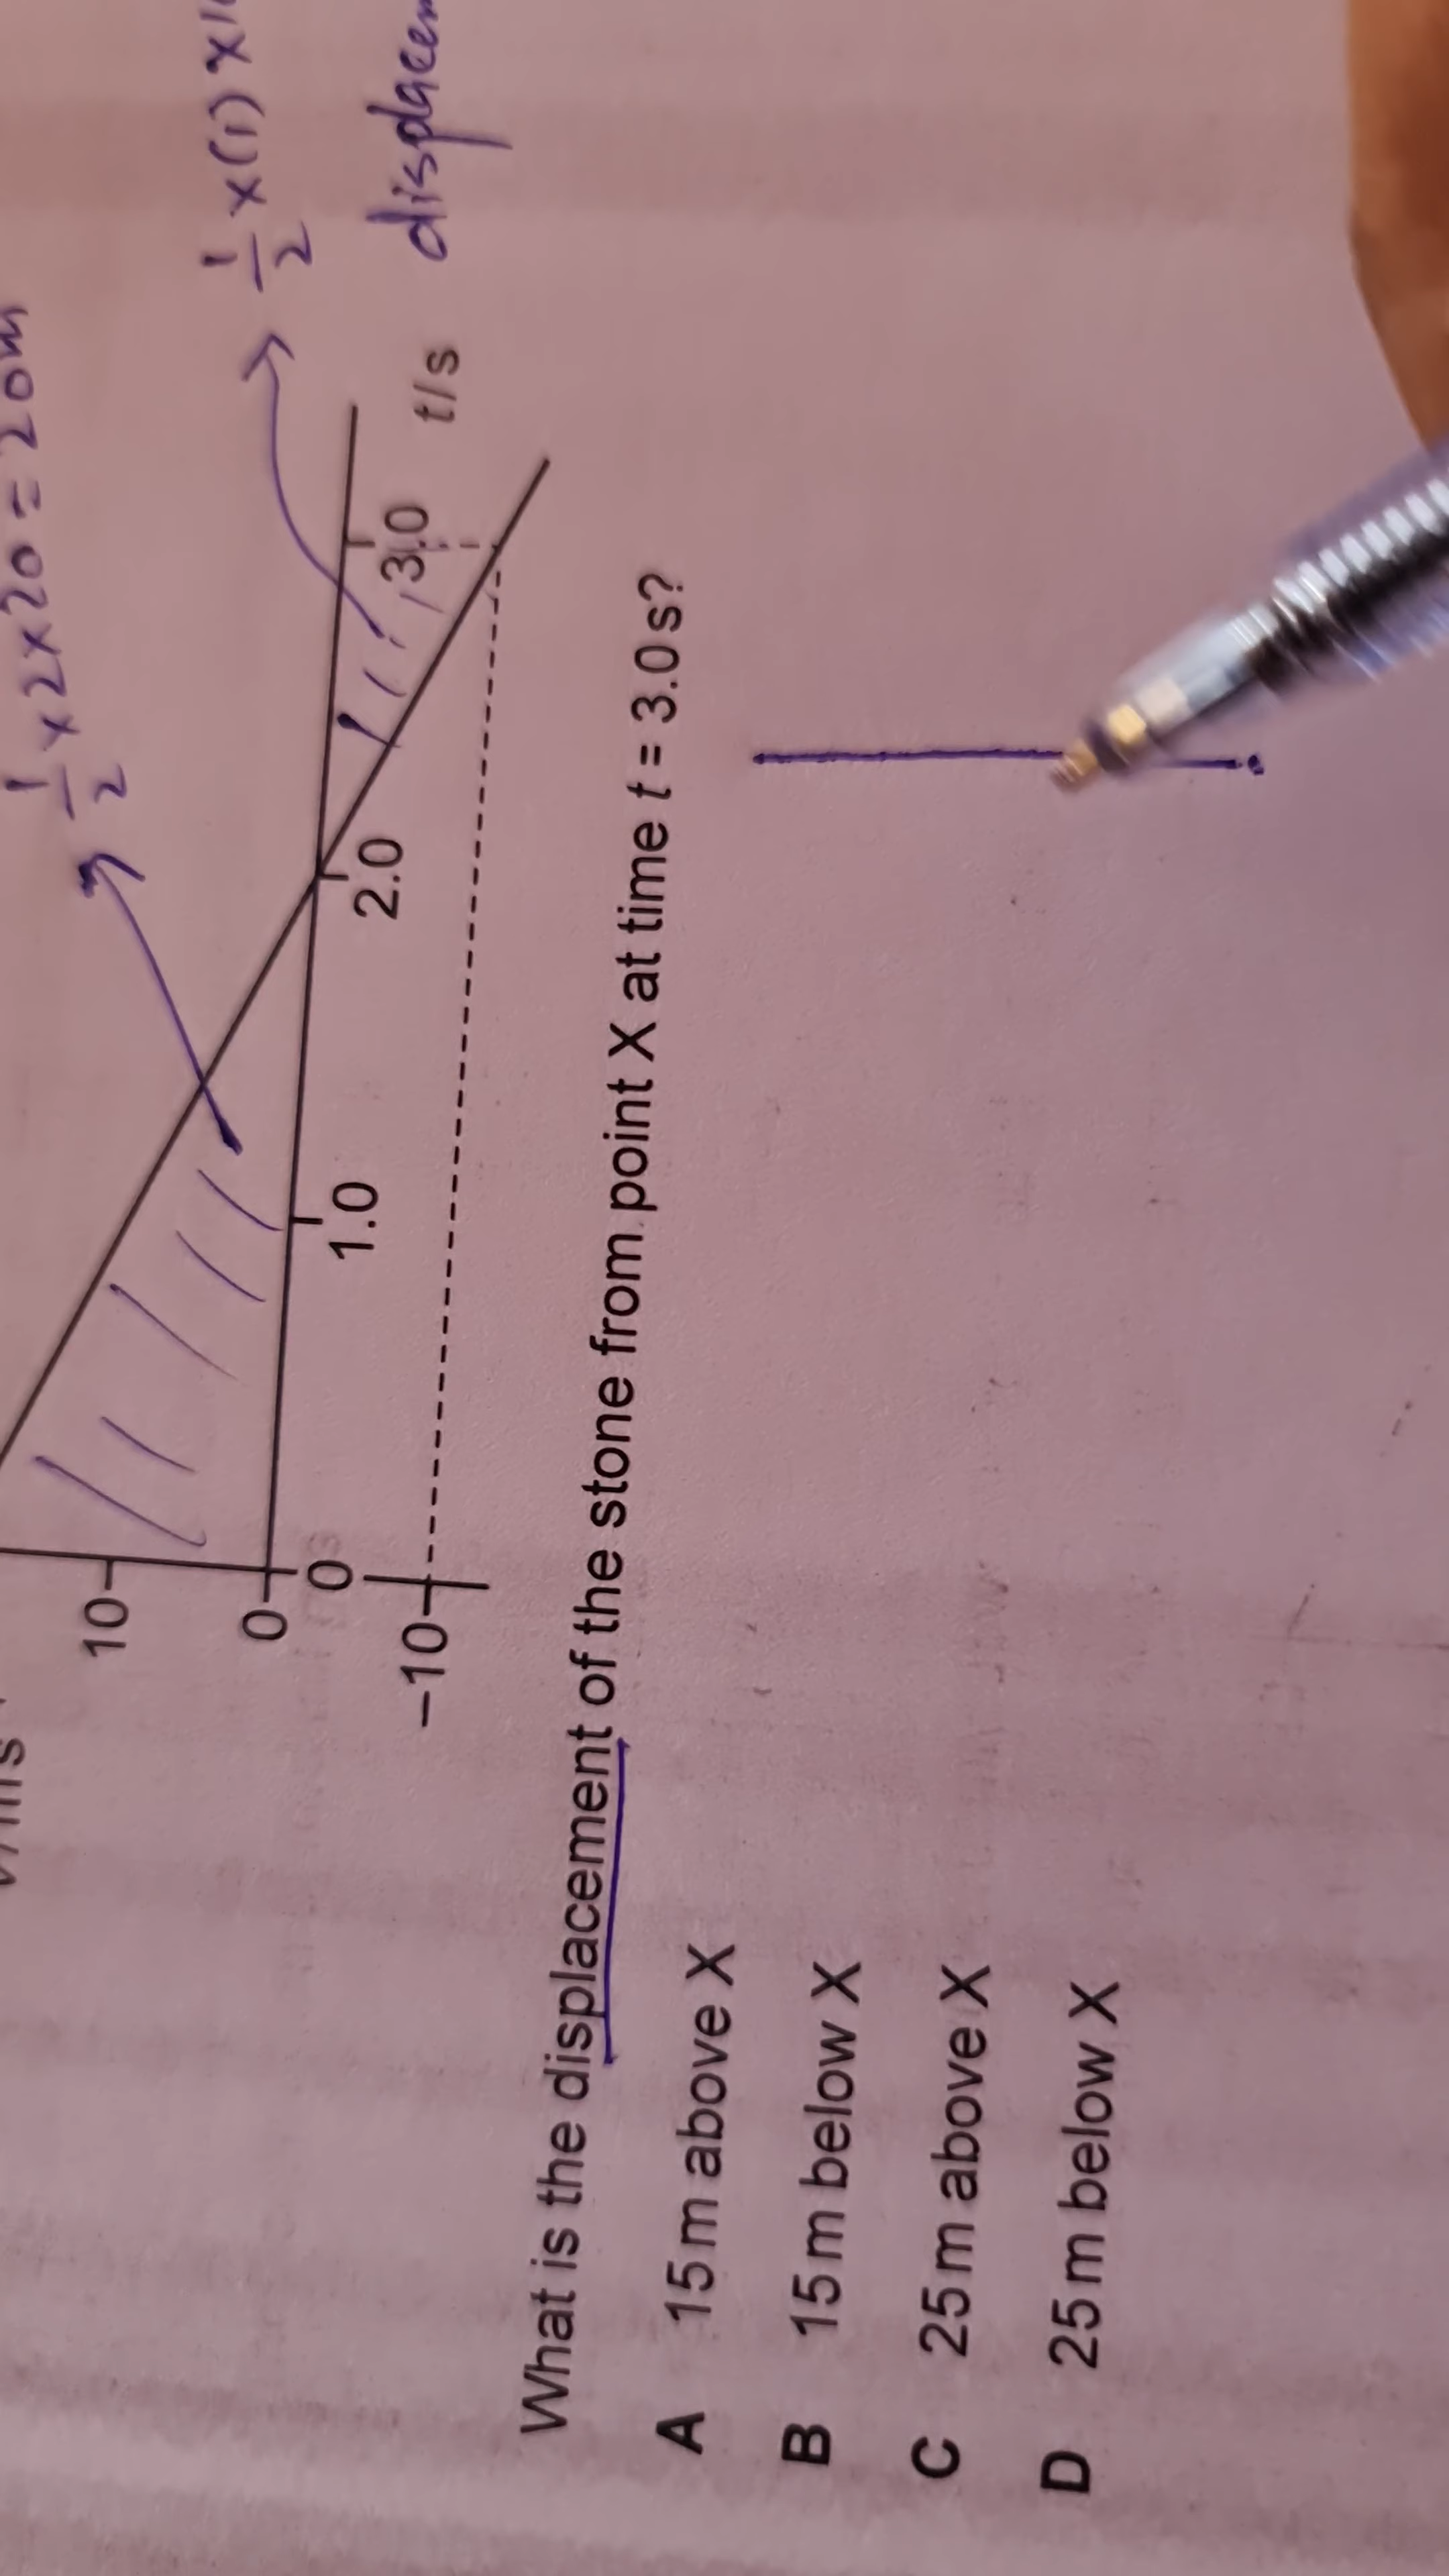 ½ x 2 x 20 = 20m
10
0
0
1.0
2.0
3.0
t/s
-10
½ x (1) x
What is the displacement of the stone from point X at time t = 3.0 s?
A 15 m above X
B 15 m below X
C 25 m above X
D 25 m below X